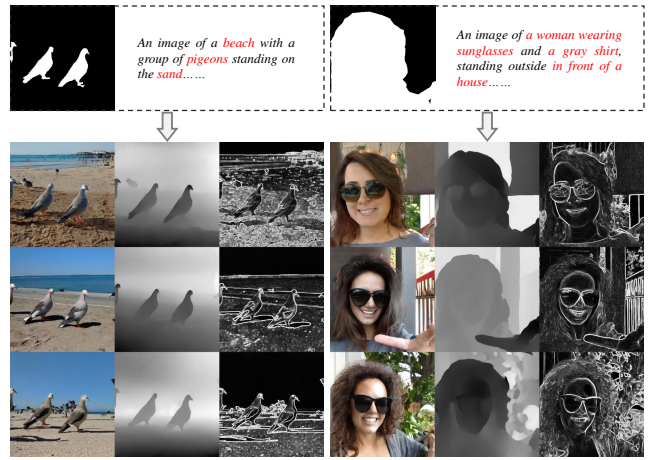 An image of a beach with a
group of pigeons standing on
the sand……
An image of a woman wearing
sunglasses and a gray shirt,
standing outside in front of a
house……